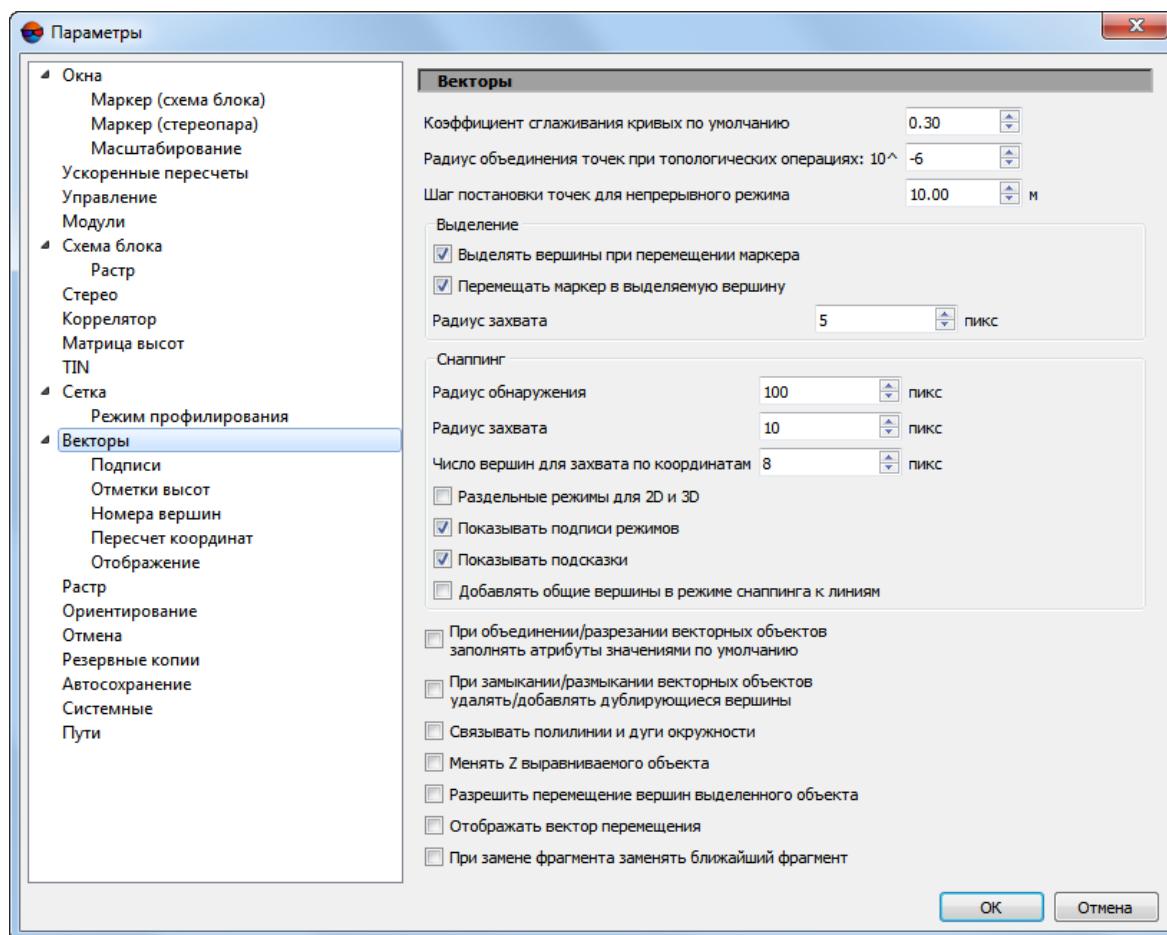 Параметры
Окна
Маркер (схема блока)
Маркер (стереопара)
Масштабирование
Ускоренные пересчеты
Управление
Модули
Схема блока
Растр
Стерео
Коррелятор
Матрица высот
TIN
Сетка
Режим профилирования
Векторы
Подписи
Отметки высот
Номера вершин
Пересчет координат
Отображение
Растр
Ориентирование
Отмена
Резервные копии
Автосохранение
Системные
Пути
Векторы
Коэффициент сглаживания кривых по умолчанию 0.30
Радиус объединения точек при топологических операциях: 10^ -6
Шаг постановки точек для непрерывного режима 10.00 м
Выделение
Выделять вершины при перемещении маркера
Перемещать маркер в выделяемую вершину
Радиус захвата 5 пикс
Снаппинг
Радиус обнаружения 100 пикс
Радиус захвата 10 пикс
Число вершин для захвата по координатам 8 пикс
Раздельные режимы для 2D и 3D
Показывать подписи режимов
Показывать подсказки
Добавлять общие вершины в режиме снаппинга к линиям
При объединении/разрезании векторных объектов
заполнять атрибуты значениями по умолчанию
При замыкании/размыкании векторных объектов
удалять/добавлять дублирующиеся вершины
Связывать полилинии и дуги окружности
Менять Z выравниваемого объекта
Разрешить перемещение вершин выделенного объекта
Отображать вектор перемещения
При замене фрагмента заменять ближайший фрагмент
OK Отмена